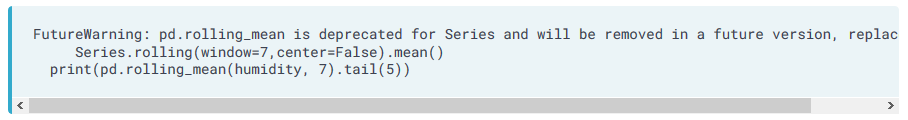 FutureWarning: pd.rolling_mean is deprecated for Series and will be removed in a future version, replac
Series.rolling(window=7,center=False).mean()
print(pd.rolling_mean(humidity, 7).tail(5))